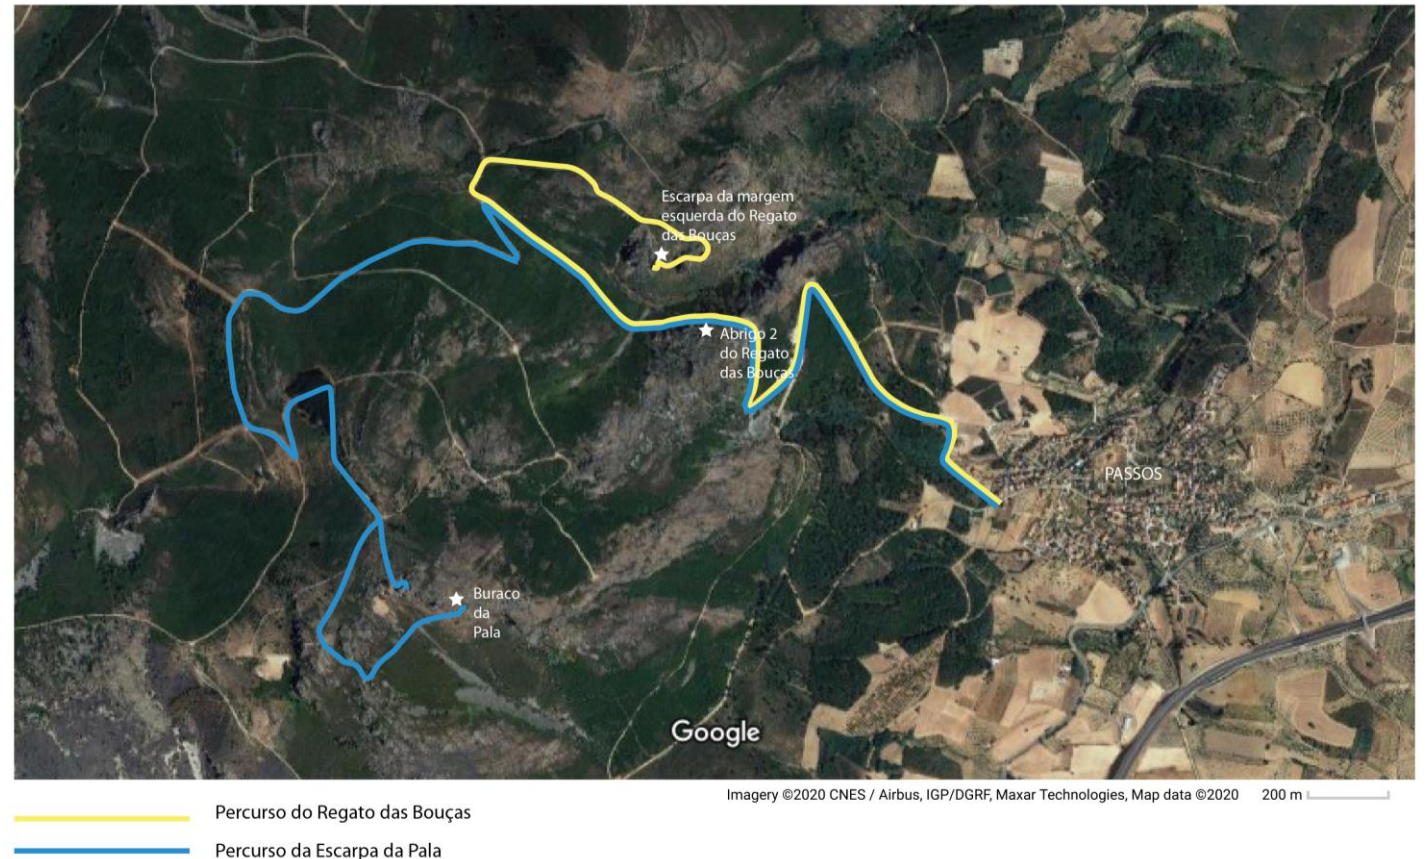 Escarpa da margem
esquerda do Regato
das Bouças
Abrigo 2
do Regato
das Bouças
PASSOS
Buraco
da
Pala
Google
Imagery ©2020 CNES / Airbus, IGP/DGRF, Maxar Technologies, Map data ©2020 200 m
Percurso do Regato das Bouças
Percurso da Escarpa da Pala